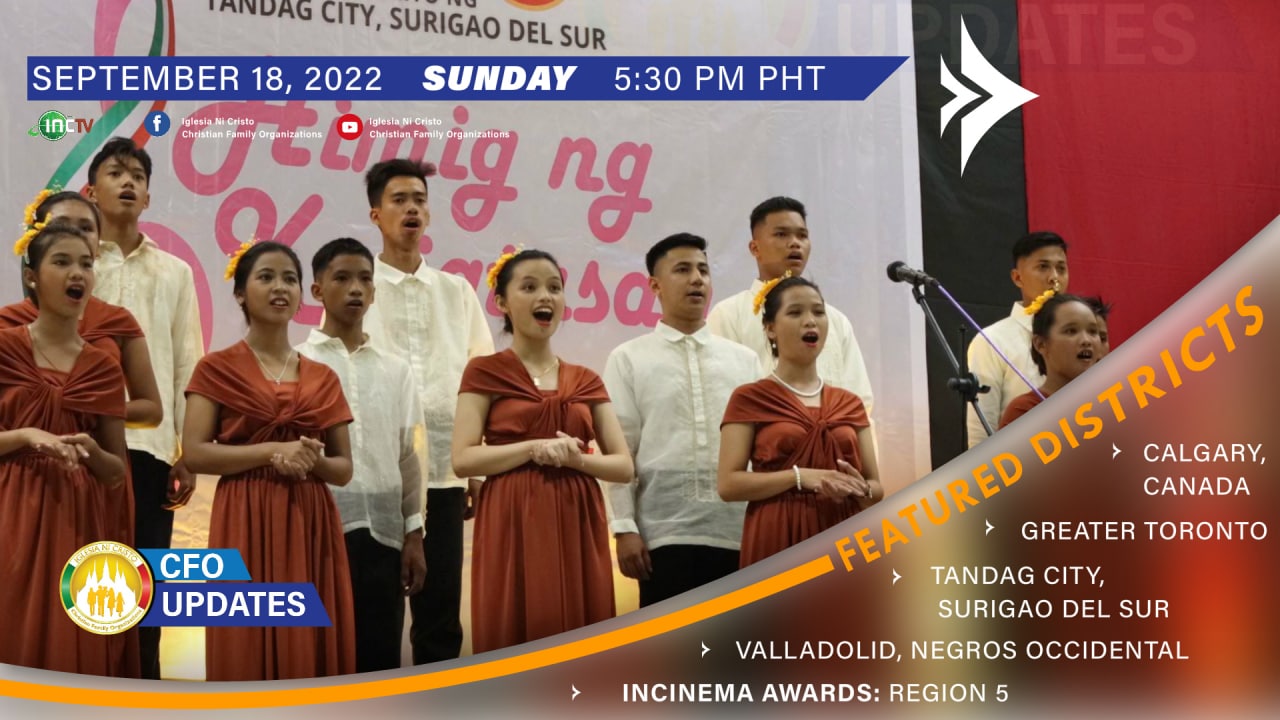 TANDAG CITY, SURIGAO DEL SUR
UPDATES
SEPTEMBER 18, 2022 SUNDAY 5:30 PM PHT
INCTV
Iglesia Ni Cristo
Christian Family Organizations
Iglesia Ni Cristo
Christian Family Organizations
Himig ng
FEATURED DISTRICTS
CALGARY,
CANADA
GREATER TORONTO
TANDAG CITY,
SURIGAO DEL SUR
VALLADOLID, NEGROS OCCIDENTAL
INCINEMA AWARDS: REGION 5
IGLESIA NI CRISTO
Christian Family Organizations
CFO
UPDATES